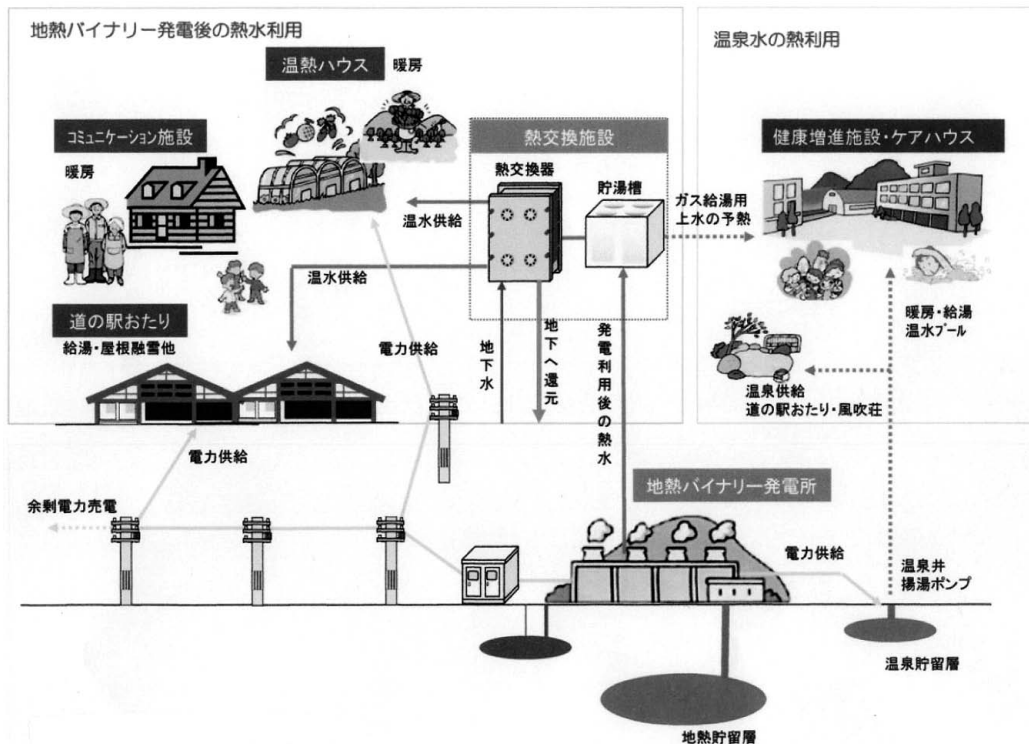 地熱バイナリー発電後の熱水利用
温泉水の熱利用
温熱ハウス
暖房
コミュニケーション施設
暖房
熱交換施設
熱交換器
貯湯槽
健康増進施設・ケアハウス
ガス給湯用
上水の予熱
温水供給
温水供給
道の駅おたり
給湯・屋根融雪他
電力供給
地下水
地下へ還元
発電利用後の熱水
暖房・給湯
温水プール
温泉供給
道の駅おたり・風吹荘
電力供給
余剰電力売電
地熱バイナリー発電所
電力供給
温泉井
揚湯ポンプ
温泉貯留層
地熱貯留層